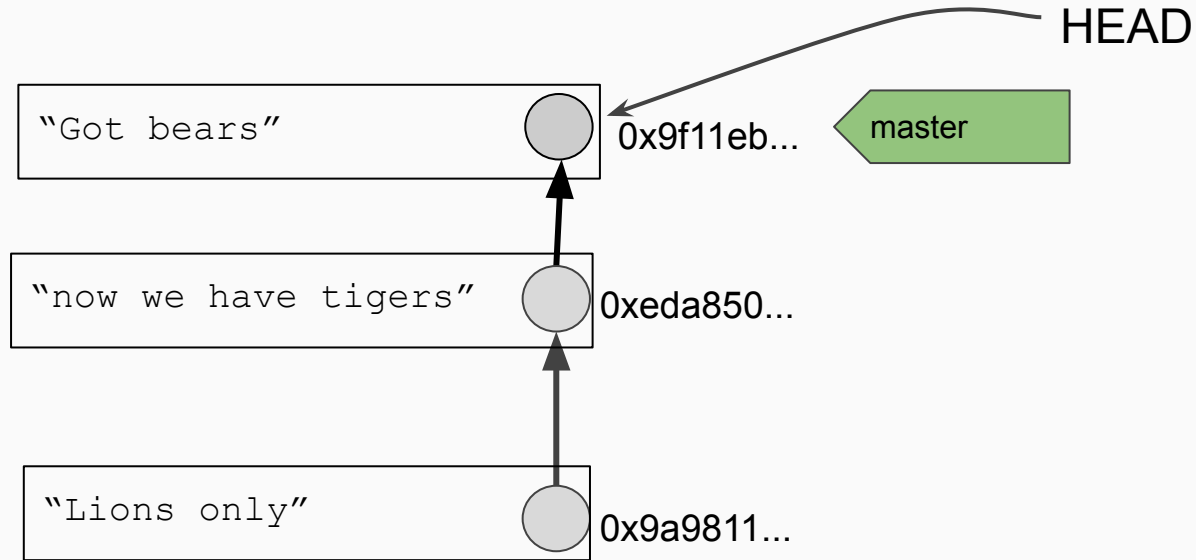 HEAD
“Got bears”
0x9f11eb...
master
“now we have tigers”
0xeda850...
“Lions only”
0x9a9811...